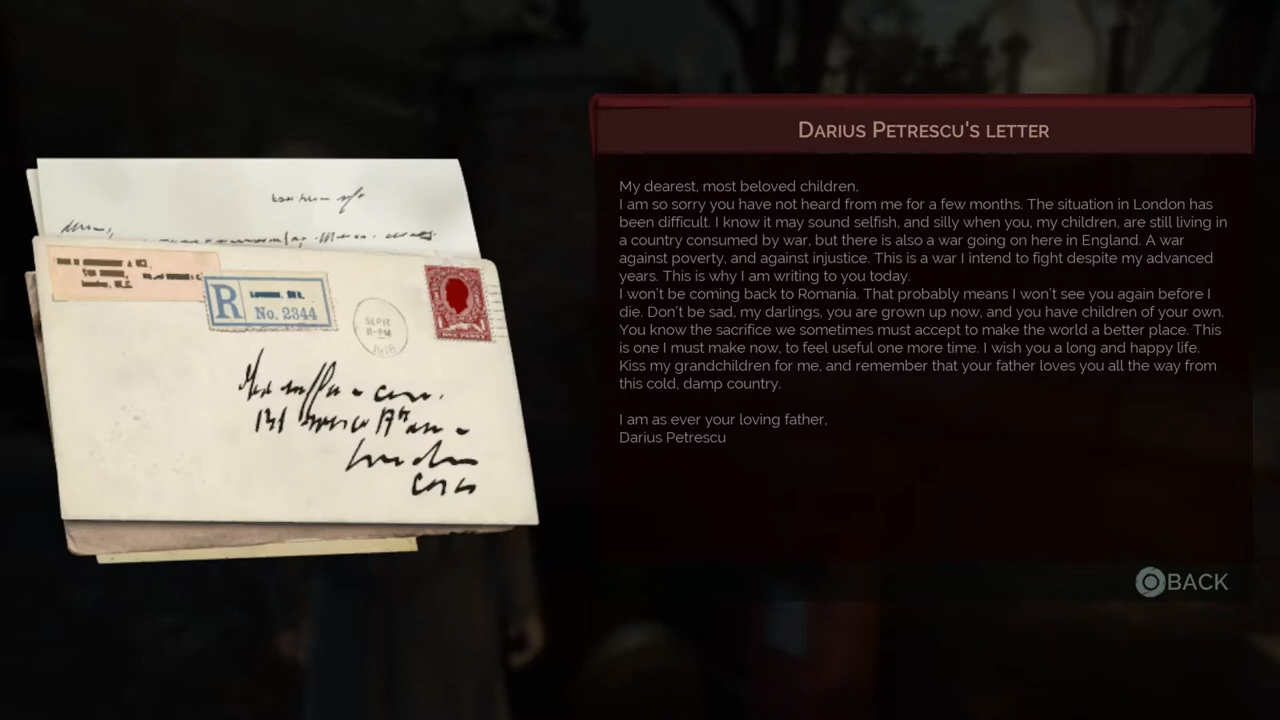 DARIUS PETRESCU'S LETTER
My dearest, most beloved children,
I am so sorry you have not heard from me for a few months. The situation in London has
been difficult. I know it may sound selfish, and silly when you, my children, are still living in
a country consumed by war, but there is also a war going on here in England. A war
against poverty, and against injustice. This is a war I intend to fight despite my advanced
years. This is why I am writing to you today.
I won't be coming back to Romania. That probably means I won't see you again before I
die. Don't be sad, my darlings, you are grown up now, and you have children of your own.
You know the sacrifice we sometimes must accept to make the world a better place. This
is one I must make now, to feel useful one more time. I wish you a long and happy life.
Kiss my grandchildren for me, and remember that your father loves you all the way from
this cold, damp country.
I am as ever your loving father,
Darius Petrescu
R
No. 2344
SEP 17
8-PM
1918
ONE PENNY
BACK